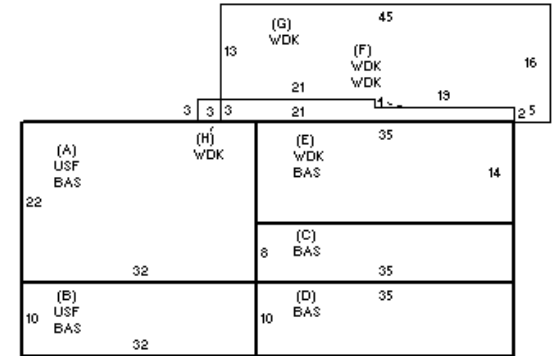 45
(G)
WDK
13
(F)
WDK
WDK
16
21
19
3 3 3
21
2 5
(H)
WDK
(A)
USF
BAS
(E)
WDK
BAS
35
14
22
(C)
BAS
8
32
35
(B)
USF
BAS
(D)
BAS
35
10
10
32